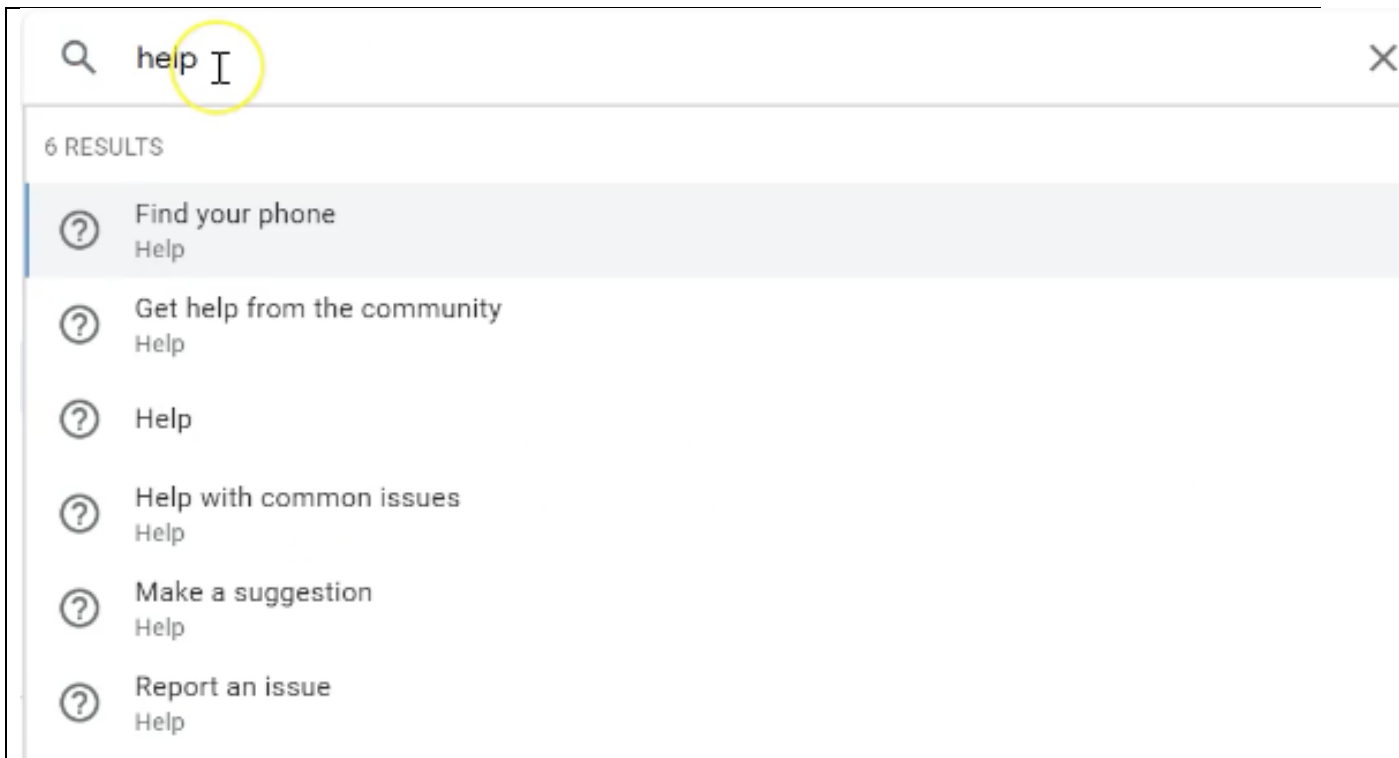 help
6 RESULTS
Find your phone
Help
Get help from the community
Help
Help
Help with common issues
Help
Make a suggestion
Help
Report an issue
Help